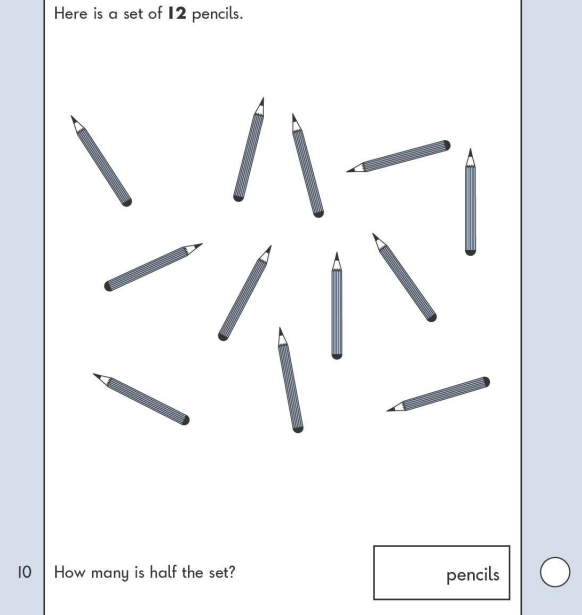 Here is a set of 12 pencils.
10 How many is half the set?
pencils